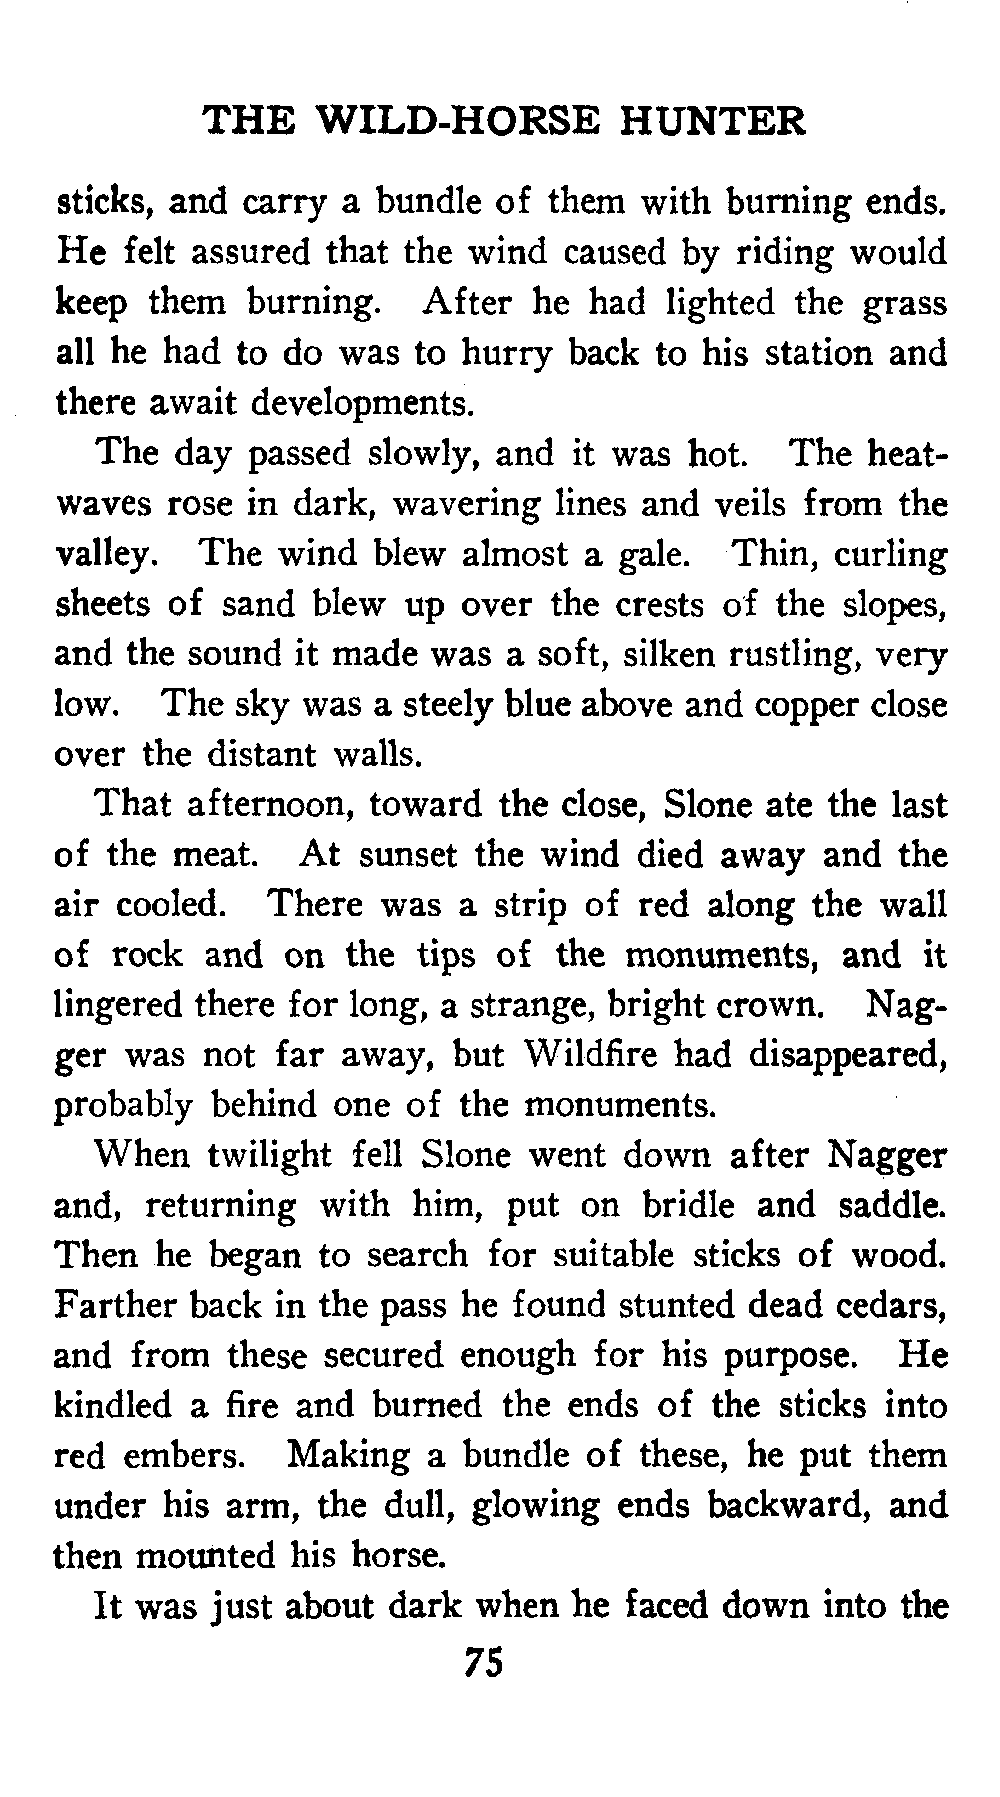 THE WILD-HORSE HUNTER
sticks, and carry a bundle of them with burning ends.
He felt assured that the wind caused by riding would
keep them burning. After he had lighted the grass
all he had to do was to hurry back to his station and
there await developments.
The day passed slowly, and it was hot. The heat-
waves rose in dark, wavering lines and veils from the
valley. The wind blew almost a gale. Thin, curling
sheets of sand blew up over the crests of the slopes,
and the sound it made was a soft, silken rustling, very
low. The sky was a steely blue above and copper close
over the distant walls.
That afternoon, toward the close, Slone ate the last
of the meat. At sunset the wind died away and the
air cooled. There was a strip of red along the wall
of rock and on the tips of the monuments, and it
lingered there for long, a strange, bright crown. Nag-
ger was not far away, but Wildfire had disappeared,
probably behind one of the monuments.
When twilight fell Slone went down after Nagger
and, returning with him, put on bridle and saddle.
Then he began to search for suitable sticks of wood.
Farther back in the pass he found stunted dead cedars,
and from these secured enough for his purpose. He
kindled a fire and burned the ends of the sticks into
red embers. Making a bundle of these, he put them
under his arm, the dull, glowing ends backward, and
then mounted his horse.
It was just about dark when he faced down into the
75